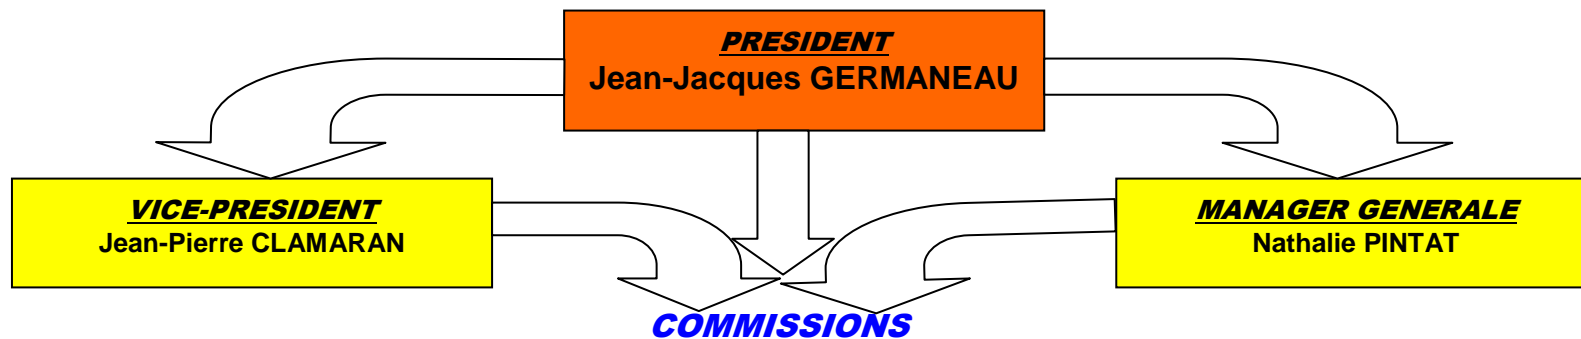 PRESIDENT
Jean-Jacques GERMANEAU
VICE-PRESIDENT
Jean-Pierre CLAMARAN
MANAGER GENERALE
Nathalie PINTAT
COMMISSIONS